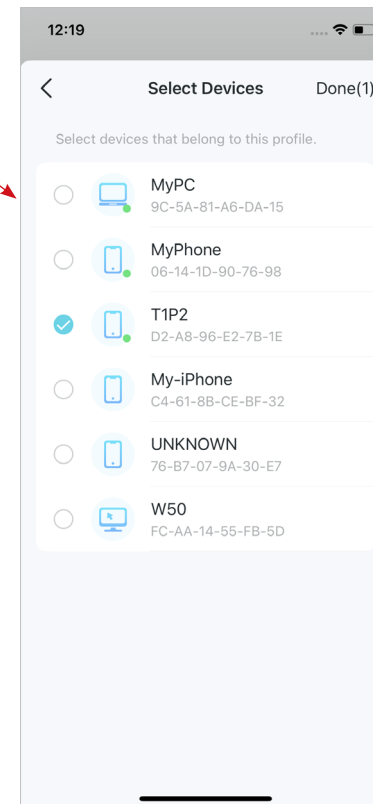 12:19
Select Devices
Done(1)
Select devices that belong to this profile.
MyPC
9C-5A-81-A6-DA-15
MyPhone
06-14-1D-90-76-98
T1P2
D2-A8-96-E2-7B-1E
My-iPhone
C4-61-8B-CE-BF-32
UNKNOWN
76-B7-07-9A-30-E7
W50
FC-AA-14-55-FB-5D